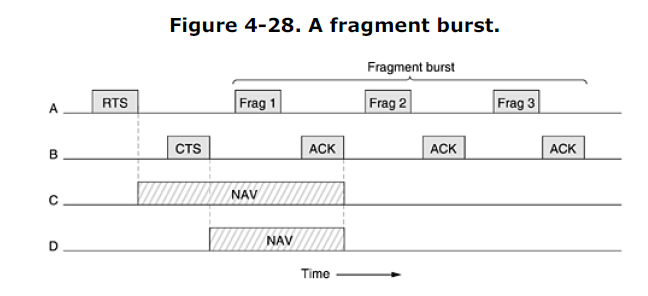 Figure 4-28. A fragment burst.
Fragment burst
A RTS Frag 1 Frag 2 Frag 3
B CTS ACK ACK ACK
C NAV
D NAV
Time